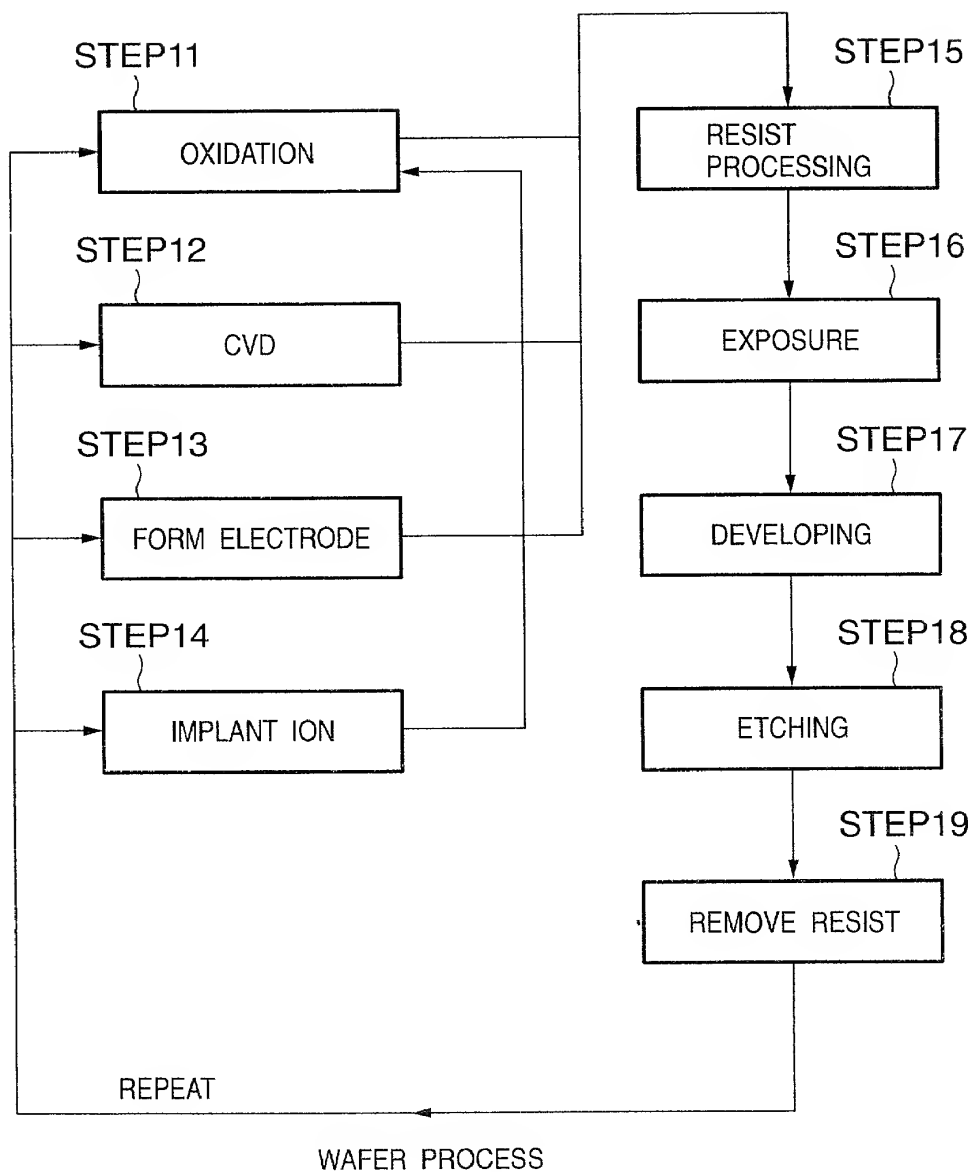 STEP11
OXIDATION
STEP12
CVD
STEP13
FORM ELECTRODE
STEP14
IMPLANT ION
STEP15
RESIST
PROCESSING
STEP16
EXPOSURE
STEP17
DEVELOPING
STEP18
ETCHING
STEP19
REMOVE RESIST
REPEAT
WAFER PROCESS